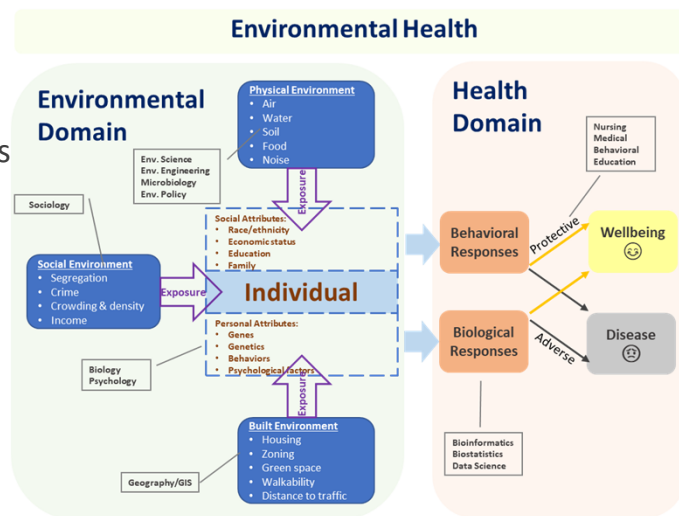 Environmental Health
Environmental
Domain
s
Physical Environment
• Air
• Water
• Soil
• Food
• Noise
Env. Science
Env. Engineering
Microbiology
Env. Policy
Sociology
Exposure
Social Attributes:
• Race/ethnicity
• Economic status
• Education
• Family
Social Environment
• Segregation
• Crime
• Crowding & density
• Income
Exposure
Individual
Personal Attributes:
• Genes
• Genetics
• Behaviors
• Psychological factors
Biology
Psychology
Exposure
Built Environment
• Housing
• Zoning
• Green space
• Walkability
• Distance to traffic
Geography/GIS
Health
Domain
Nursing
Medical
Behavioral
Education
Behavioral
Responses
Protective
Wellbeing
Biological
Responses
Adverse
Disease
Bioinformatics
Biostatistics
Data Science